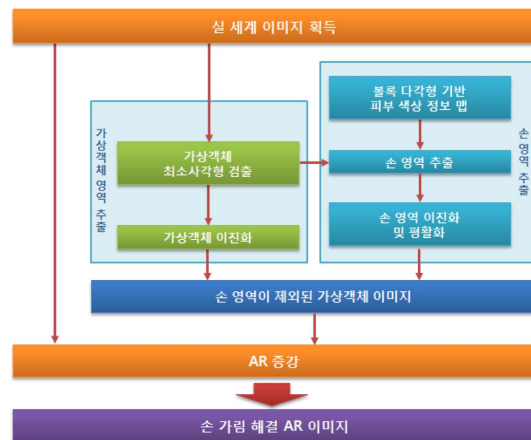 실 세계 이미지 획득
볼록 다각형 기반
피부 색상 정보 맵
가상객체 영역 추출
손 영역 추출
가상객체
최소사각형 검출
손 영역 추출
가상객체 이진화
손 영역 이진화
및 평활화
손 영역이 제외된 가상객체 이미지
AR 증강
손 가림 해결 AR 이미지